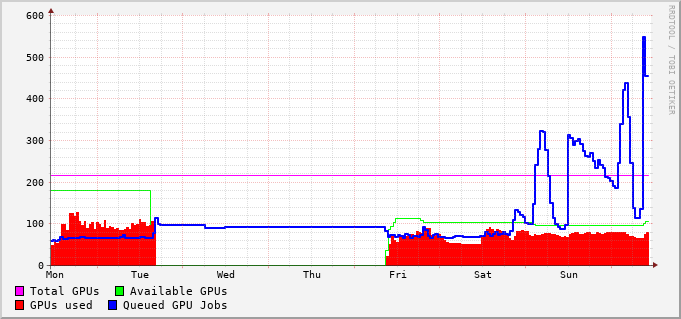 600
500
400
300
200
100
0
Mon Tue Wed Thu Fri Sat Sun
Total GPUs Available GPUs
GPUs used Queued GPU Jobs
RRDTOOL / TOBI OETIKER